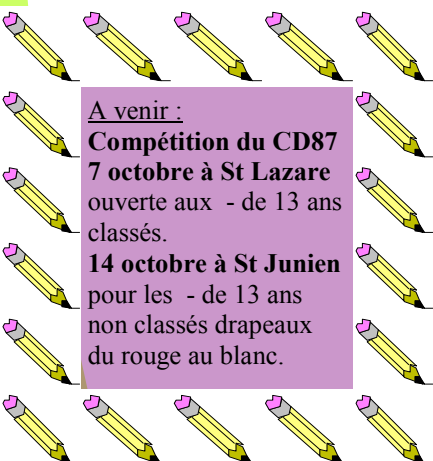 A venir :
Compétition du CD87
7 octobre à St Lazare
ouverte aux  - de 13 ans
classés.
14 octobre à St Junien
pour les  - de 13 ans
non classés drapeaux
du rouge au blanc.